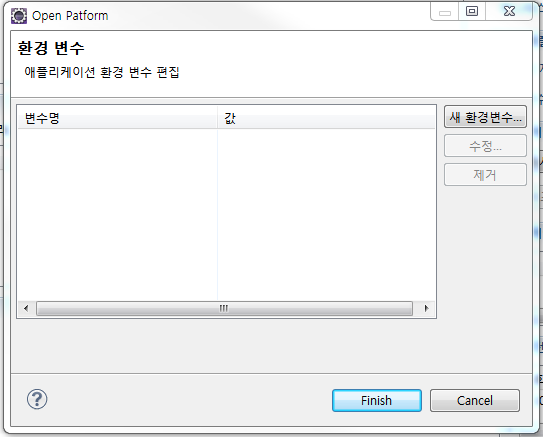 Open Patform
환경 변수
애플리케이션 환경 변수 편집
변수명 값
새 환경변수...
수정...
제거
?
Finish Cancel